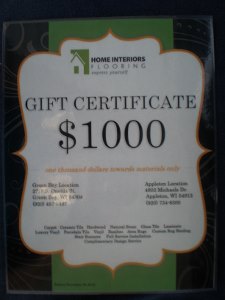 HOME INTERIORS
FLOORING
express yourself
GIFT CERTIFICATE
$1000
one thousand dollars towards materials only
Green Bay Location
Appleton Location
Green Bay, WI 54304
Appleton, WI
Carpet Ceramic Tile Hardwood Natural Stone Glass Tile Laminate
Luxury Vinyl Porcelain Tile Vinyl Bamboo Area Rugs Custom Rug Binding
Stair Runners Full Service Installation
Complimentary Design Service